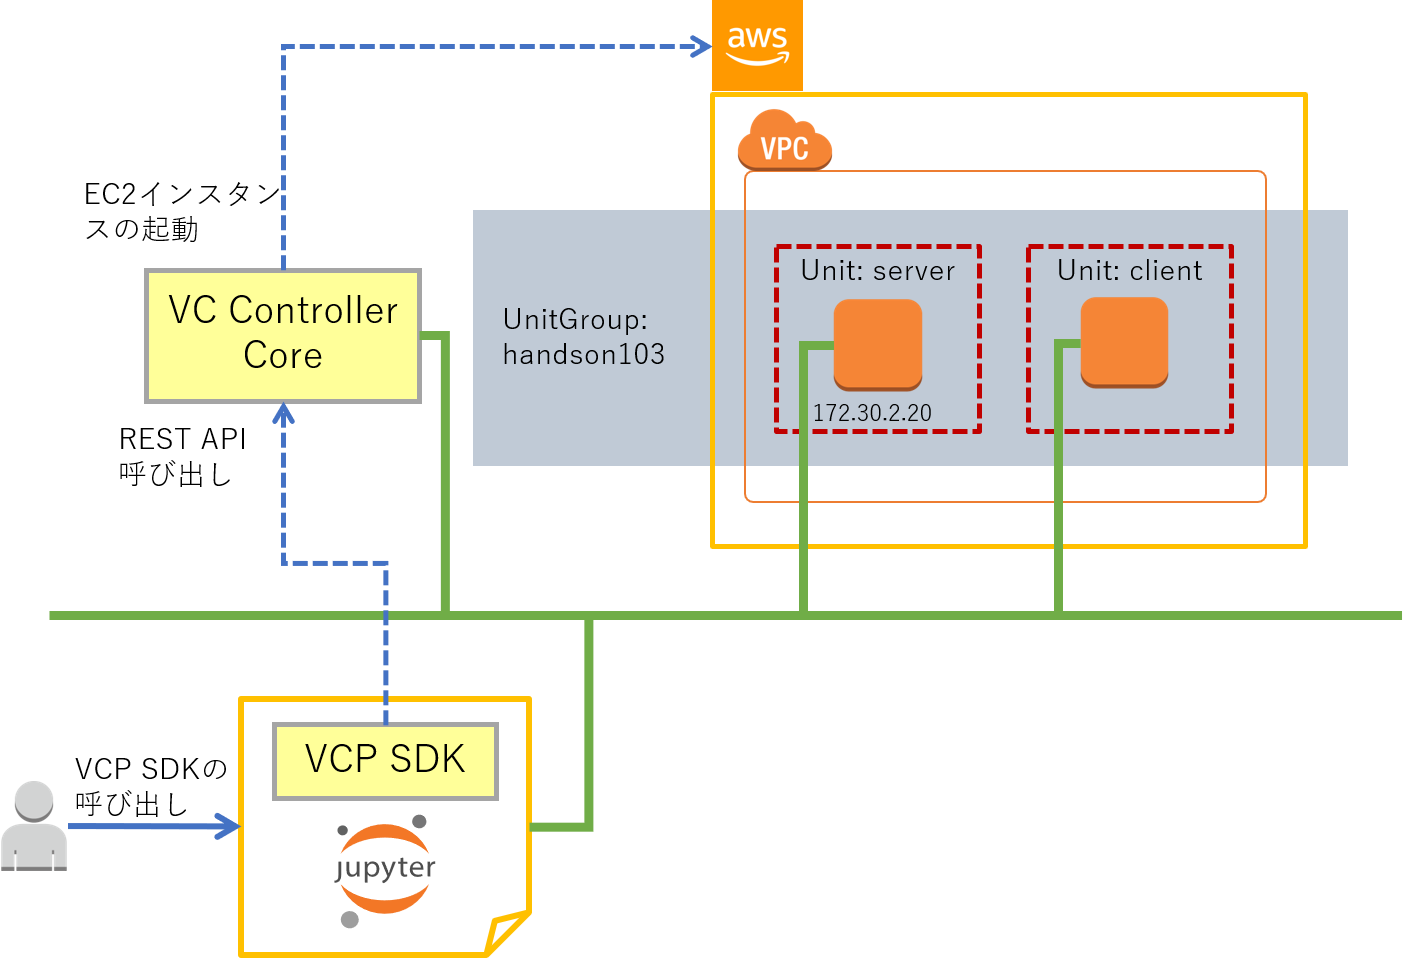 aws
VPC
EC2インスタン
スの起動
VC Controller
Core
UnitGroup:
handson103
Unit: server
172.30.2.20
Unit: client
REST API
呼び出し
VCP SDK
VCP SDKの
呼び出し
jupyter